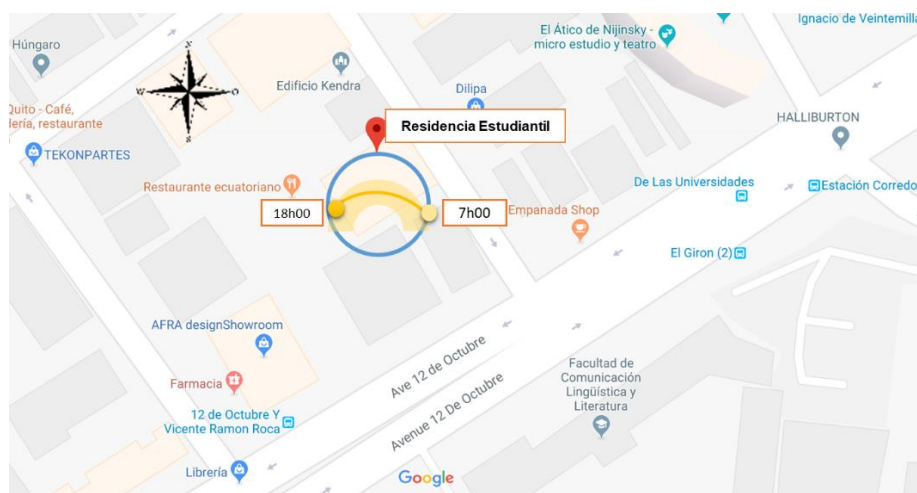 Ignacio de Veintemilla
Húngaro
El Ático de Nijinsky -
micro estudio y teatro
N
W
O
S
Edificio Kendra
Dilipa
Quito - Café,
lería, restaurante
HALLIBURTON
Residencia Estudiantil
TEKONPARTES
De Las Universidades
Estación Corredo
Restaurante ecuatoriano
18h00
7h00
Empanada Shop
El Giron (2)
AFRA designShowroom
Ave 12 de Octubre
Facultad de
Comunicación
Lingüística y
Literatura
Farmacia
Avenue 12 De Octubre
12 de Octubre Y
Vicente Ramon Roca
Librería
Google